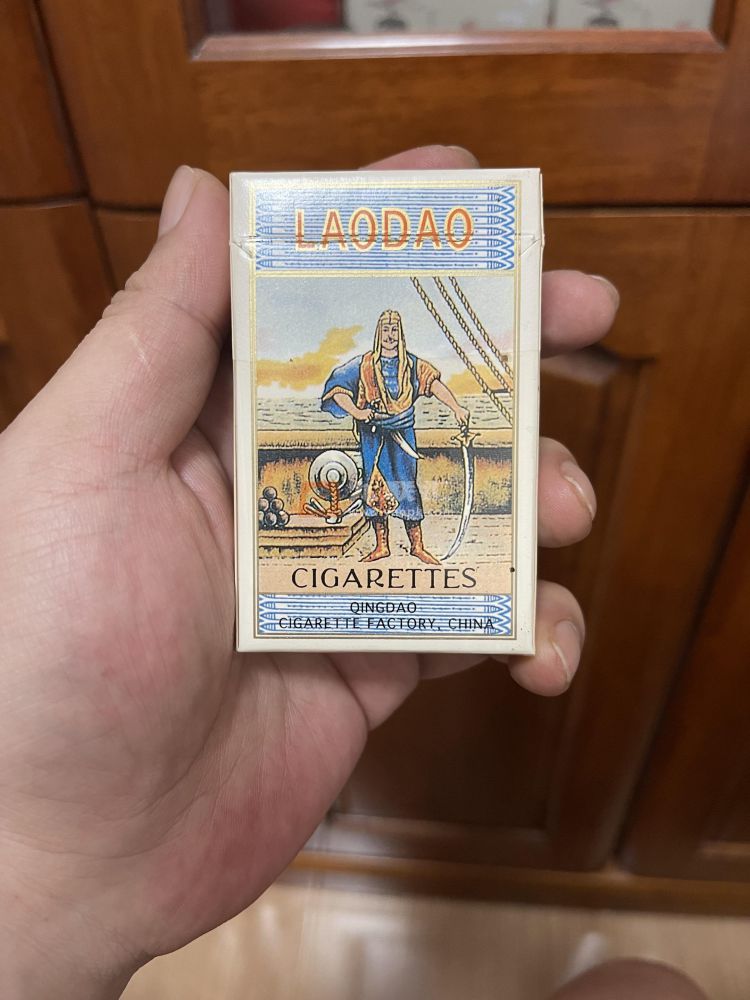 LAODAO
CIGARETTES
QINGDAO
CIGARETTE FACTORY, CHINA